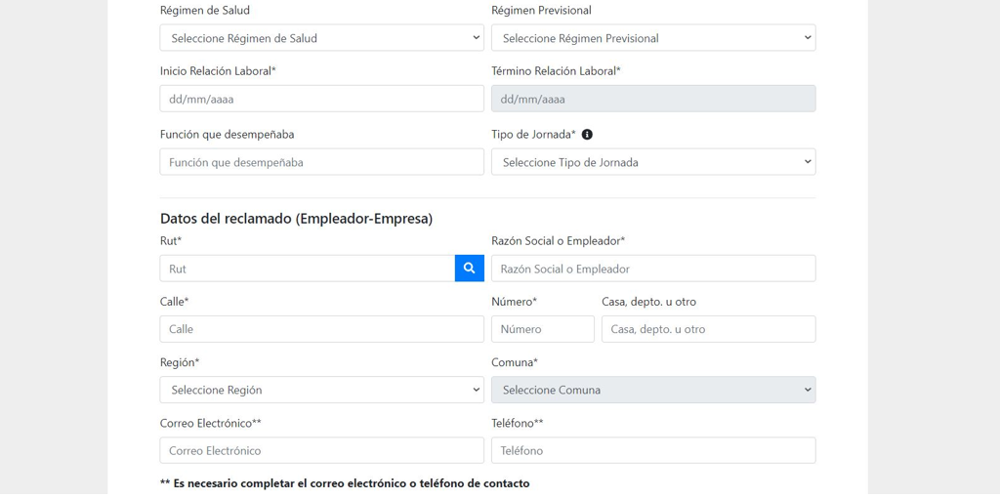 Régimen de Salud
Régimen Previsional
Seleccione Régimen de Salud
Seleccione Régimen Previsional
Inicio Relación Laboral*
Término Relación Laboral*
dd/mm/aaaa
dd/mm/aaaa
Función que desempeñaba
Tipo de Jornada*
Función que desempeñaba
Seleccione Tipo de Jornada
Datos del reclamado (Empleador-Empresa)
Rut*
Razón Social o Empleador*
Rut
Razón Social o Empleador
Calle*
Número*
Casa, depto. u otro
Calle
Número
Casa, depto. u otro
Región*
Comuna*
Seleccione Región
Seleccione Comuna
Correo Electrónico**
Teléfono**
Correo Electrónico
Teléfono
** Es necesario completar el correo electrónico o teléfono de contacto